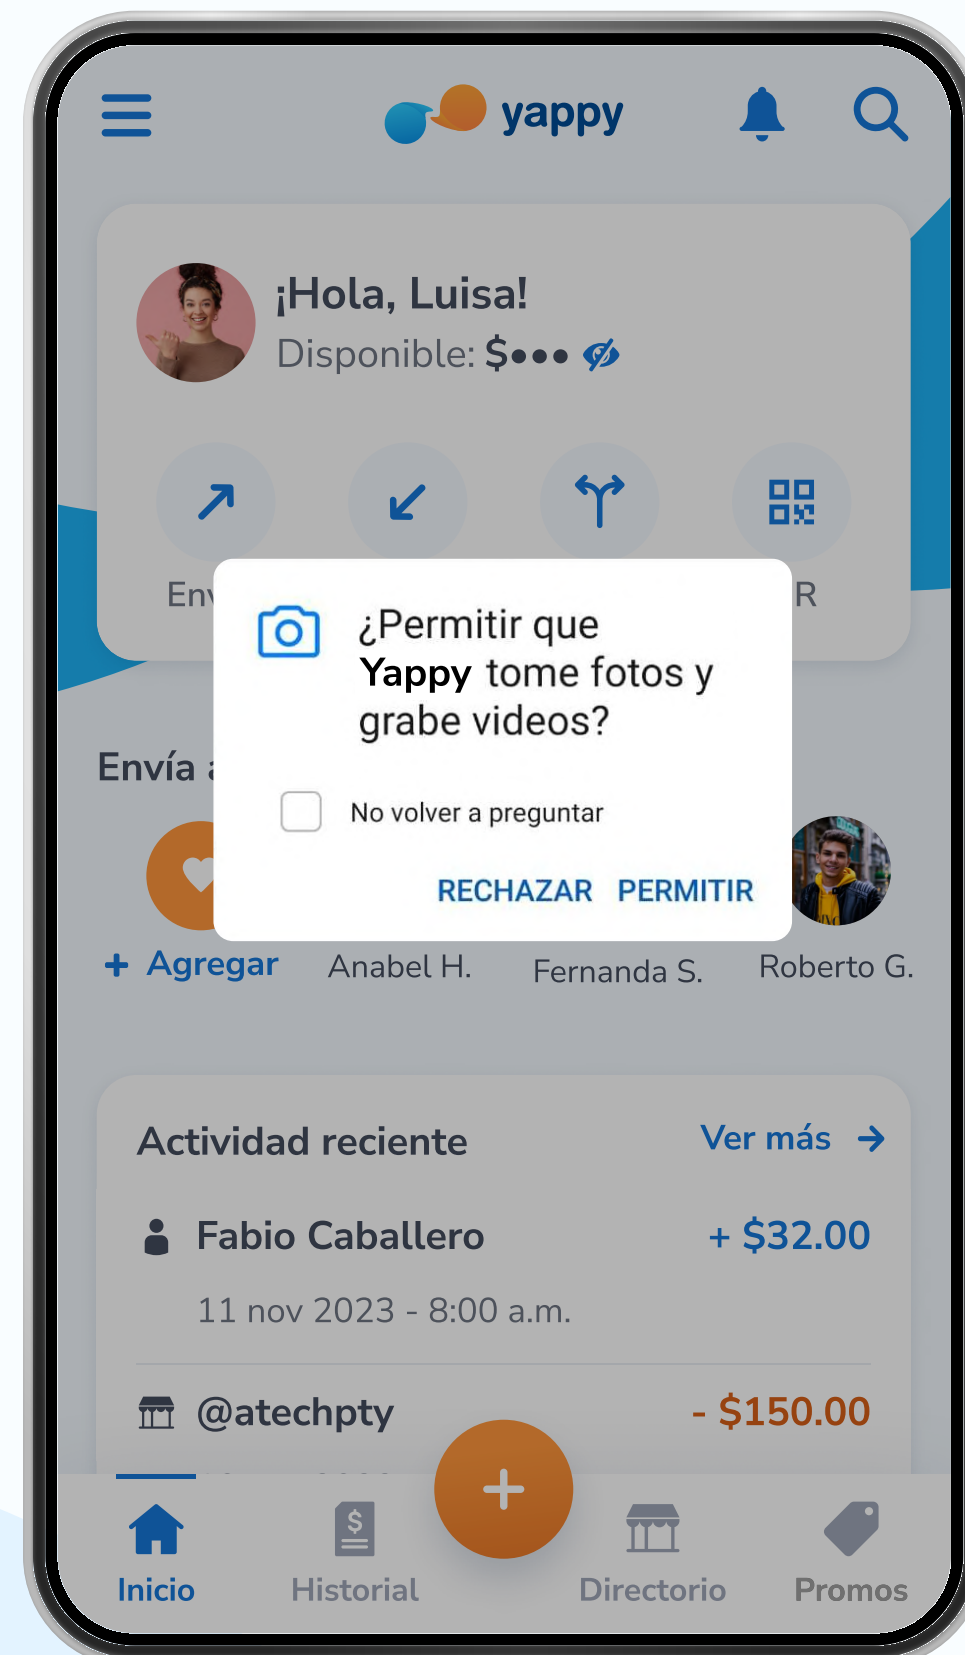 yappy
¡Hola, Luisa!
Disponible: $•••
¿Permitir que
Yappy tome fotos y
grabe videos?
Envía
No volver a preguntar
RECHAZAR PERMITIR
+ Agregar
Anabel H.
Fernanda S.
Roberto G.
Actividad reciente
Ver más →
Fabio Caballero
+ $32.00
11 nov 2023 - 8:00 a.m.
@atechpty
- $150.00
Inicio
Historial
Directorio
Promos